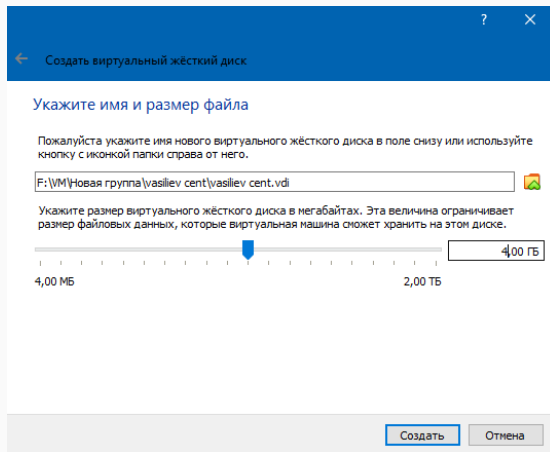 ?
Создать виртуальный жёсткий диск
Укажите имя и размер файла
Пожалуйста укажите имя нового виртуального жёсткого диска в поле снизу или используйте
кнопку с иконкой папки справа от него.
F:\VM\Новая группа\vasiliev cent\vasiliev cent.vdi
Укажите размер виртуального жёсткого диска в мегабайтах. Эта величина ограничивает
размер файловых данных, которые виртуальная машина сможет хранить на этом диске.
4,00 ГБ
4,00 МБ 2,00 ТБ
Создать Отмена